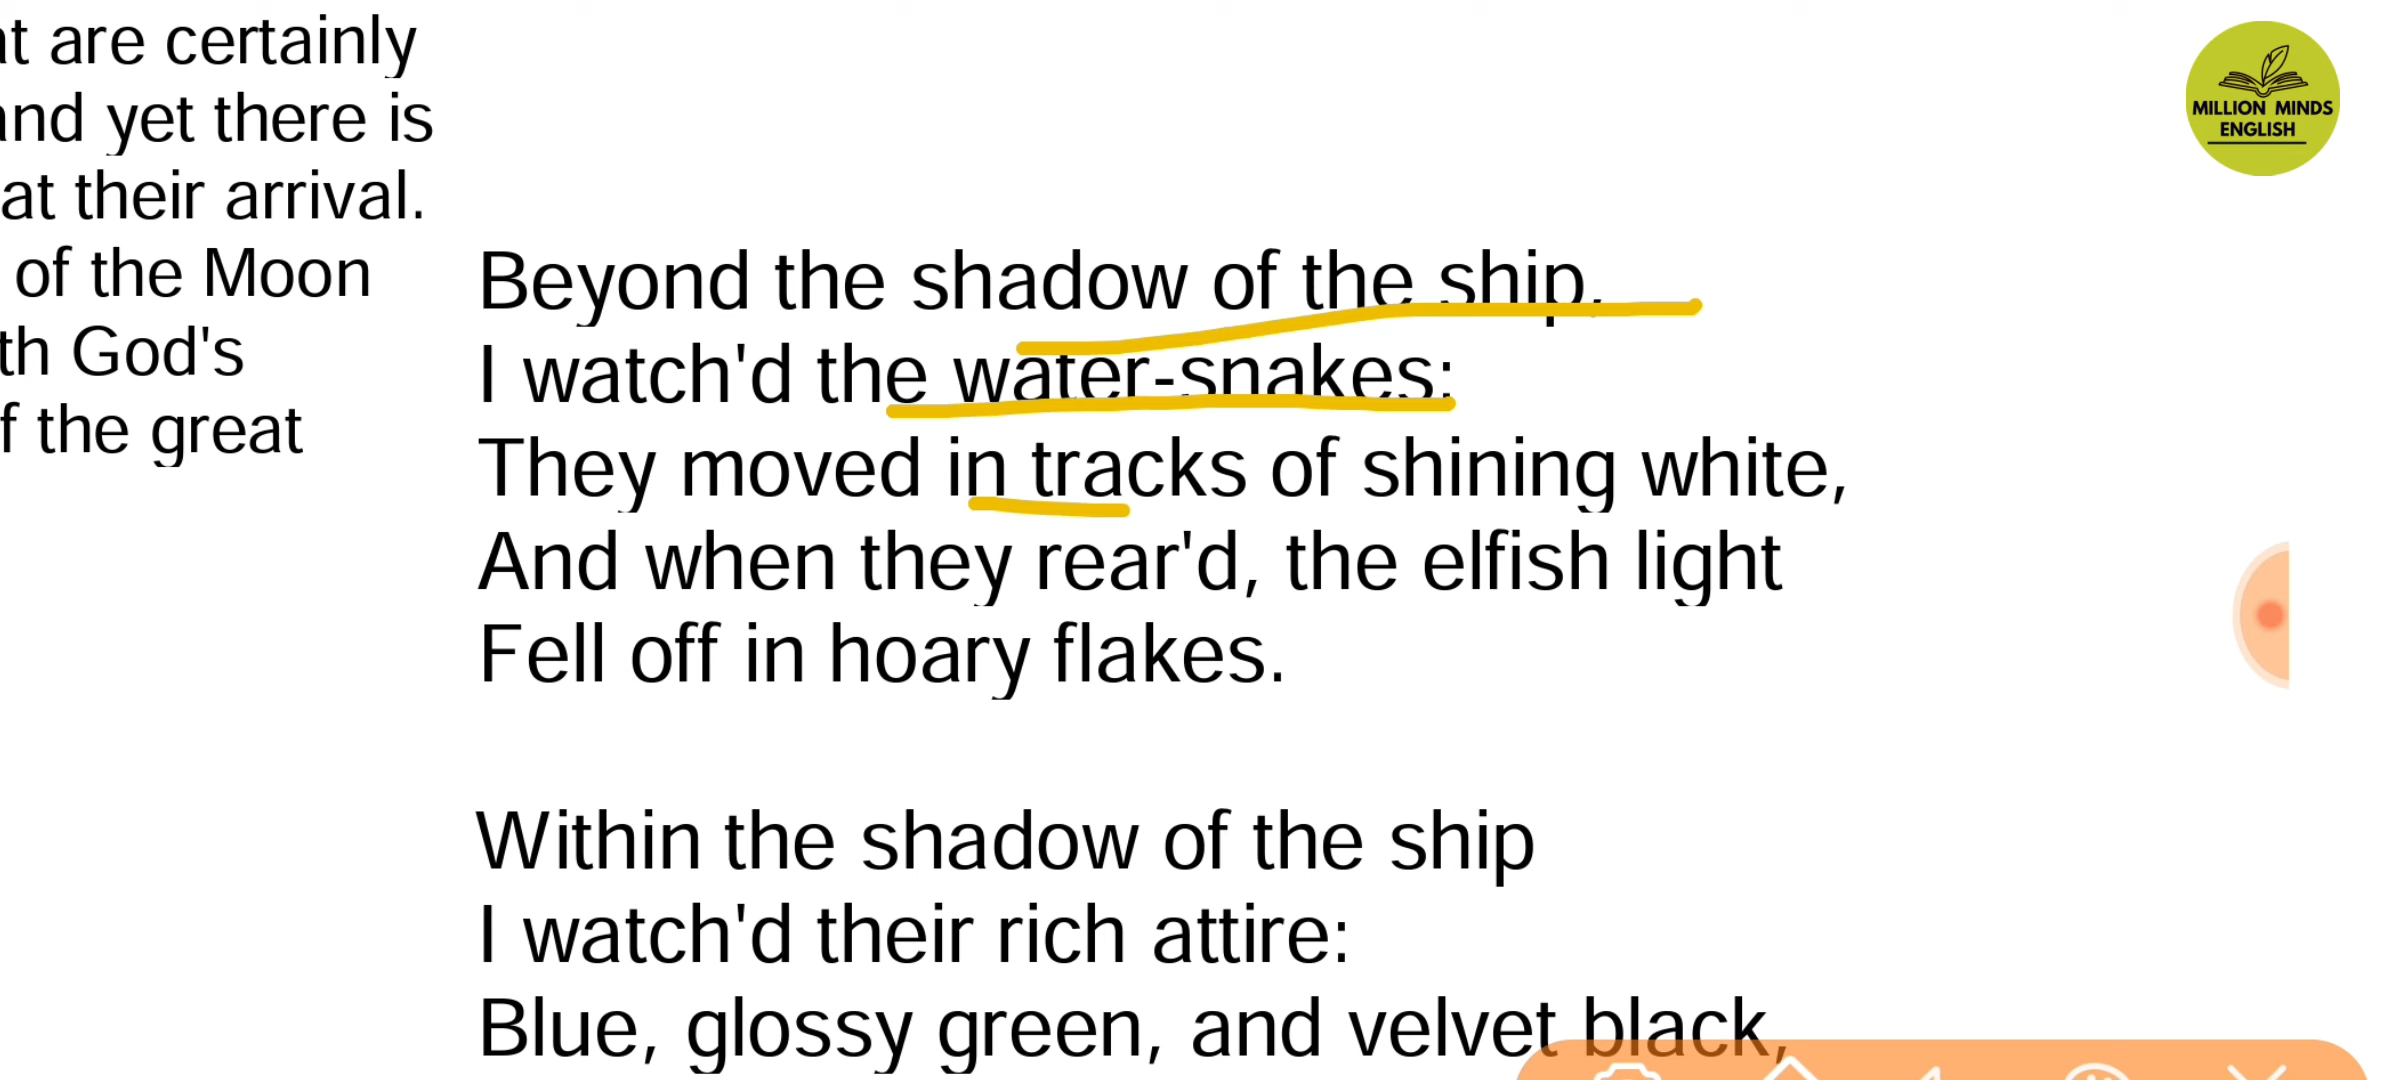 at are certainly
and yet there is
at their arrival.
of the Moon
th God's
f the great
Beyond the shadow of the ship,
I watch'd the water-snakes:
They moved in tracks of shining white,
And when they rear'd, the elfish light
Fell off in hoary flakes.
Within the shadow of the ship
I watch'd their rich attire:
Blue, glossy green, and velvet black,
MILLION MINDS
ENGLISH